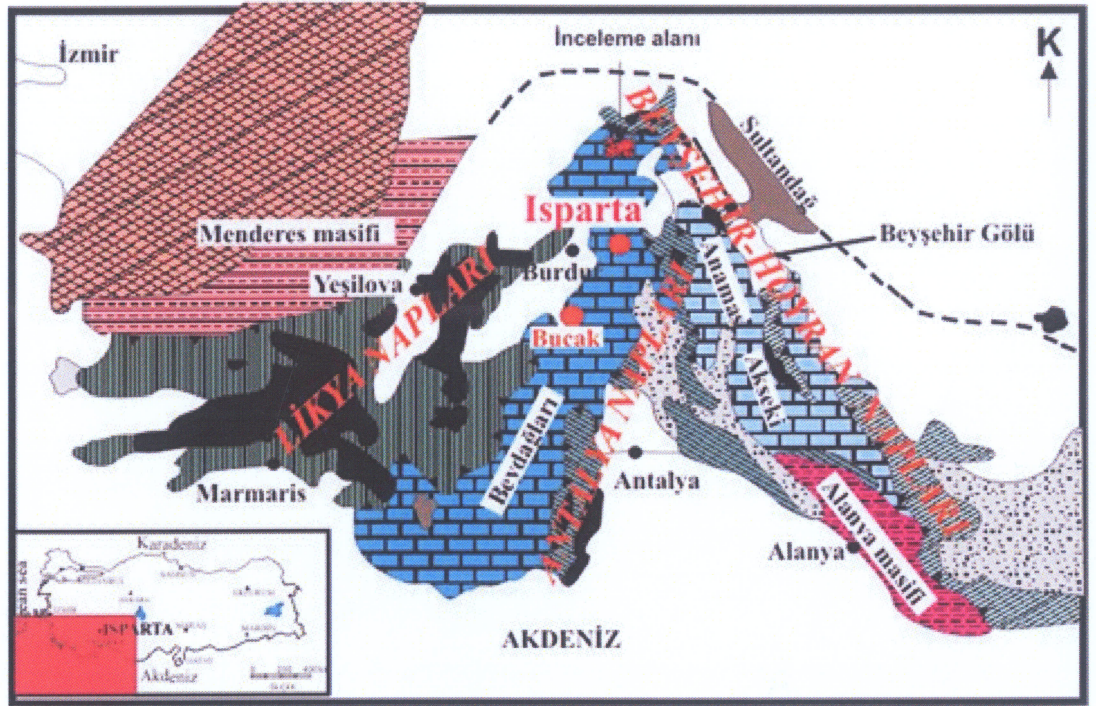 İzmir
İnceleme alanı
K
Sultandağ
BEYŞEHİR-HOYRAN NAPLARI
Menderes masifi
Isparta
Beyşehir Gölü
Yeşilova
Burdu
Anamas
LİKYA NAPLARI
Bucak
ANTALYA NAPLARI
Akseki
Beydağları
Marmaris
Antalya
Alanya masifi
Alanya
AKDENİZ
Karadeniz
ISPARTA
Akdeniz